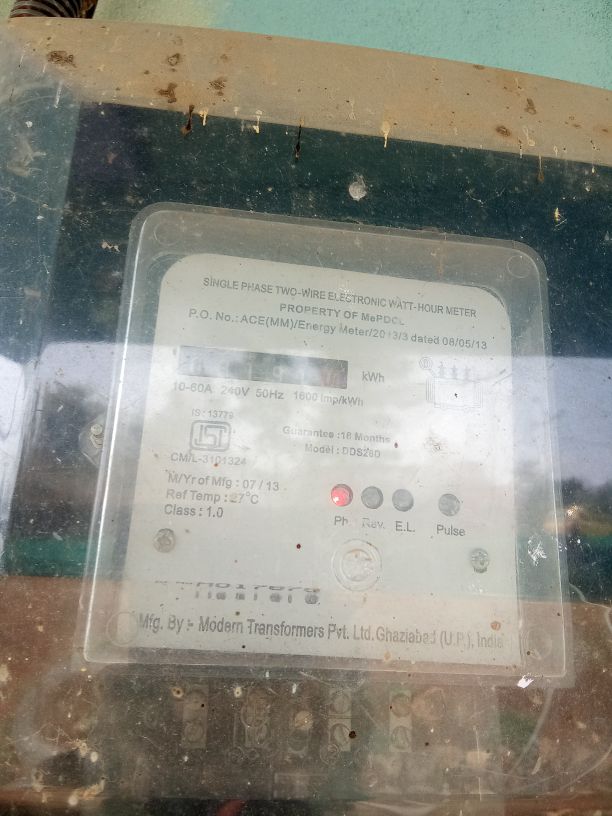 SINGLE PHASE TWO-WIRE ELECTRONIC WATT-HOUR METER
PROPERTY OF MePDCL
P.O. No.: ACE(MM)/Energy Meter/2013/3 dated 08/05/13
kWh
10-60A 240V 50Hz 1600 imp/kWh
IS: 13779
ISI
CM/L-3101324
Guarantee :18 Months
Model : DDS28D
M/Yr of Mfg : 07 / 13
Ref Temp : 27°C
Class : 1.0
Ph. Rev. E.L. Pulse
Mfg. By :- Modern Transformers Pvt. Ltd.Ghaziabad (U.P.), India